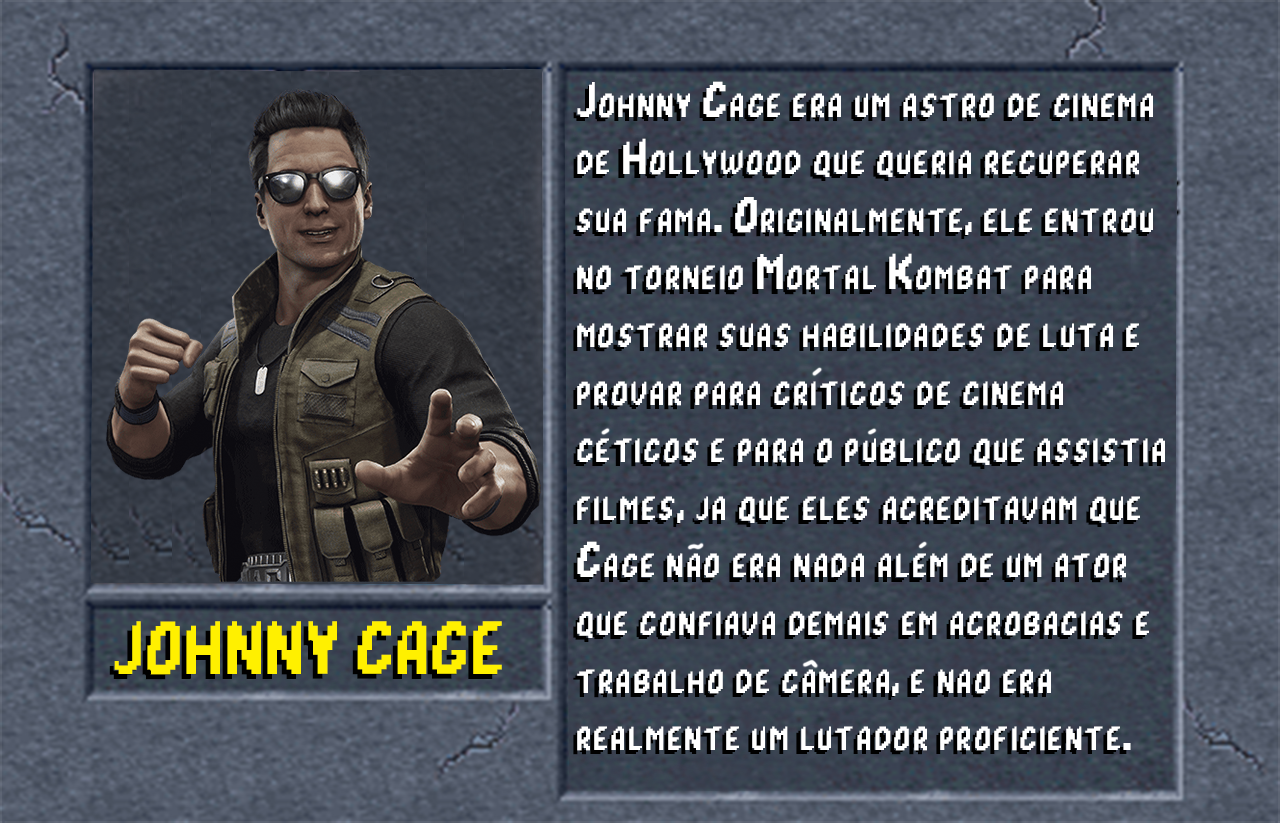 Johnny Cage era um astro de cinema
de Hollywood que queria recuperar
sua fama. Originalmente, ele entrou
no torneio Mortal Kombat para
mostrar suas habilidades de luta e
provar para críticos de cinema
céticos e para o público que assistia
filmes, ja que eles acreditavam que
Cage não era nada além de um ator
que confiava demais em acrobacias e
trabalho de câmera, e nao era
realmente um lutador proficiente.
JOHNNY CAGE